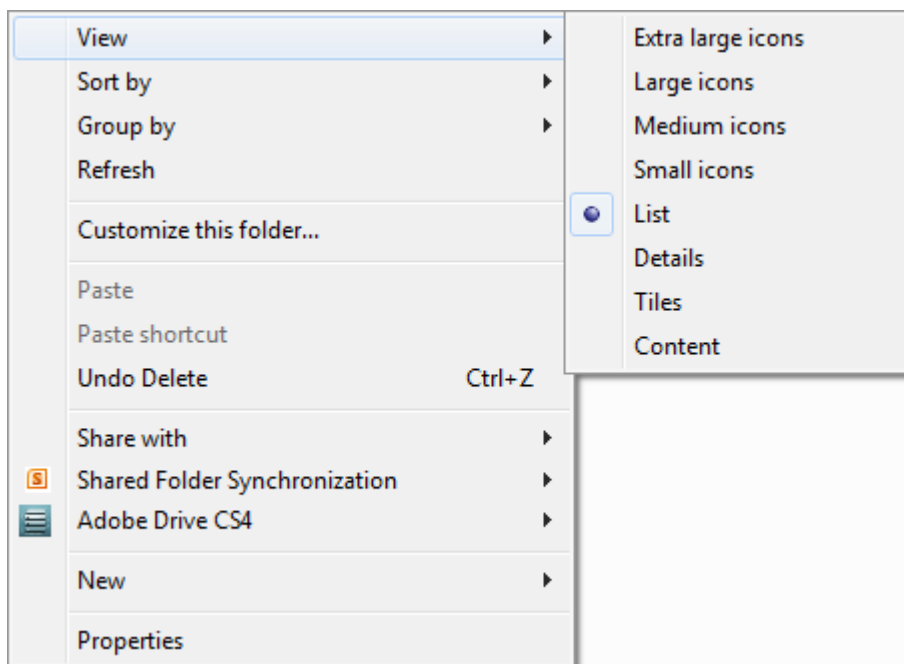 View
Sort by
Group by
Refresh
Customize this folder...
Paste
Paste shortcut
Undo Delete Ctrl+Z
Share with
S Shared Folder Synchronization
Adobe Drive CS4
New
Properties
Extra large icons
Large icons
Medium icons
Small icons
List
Details
Tiles
Content